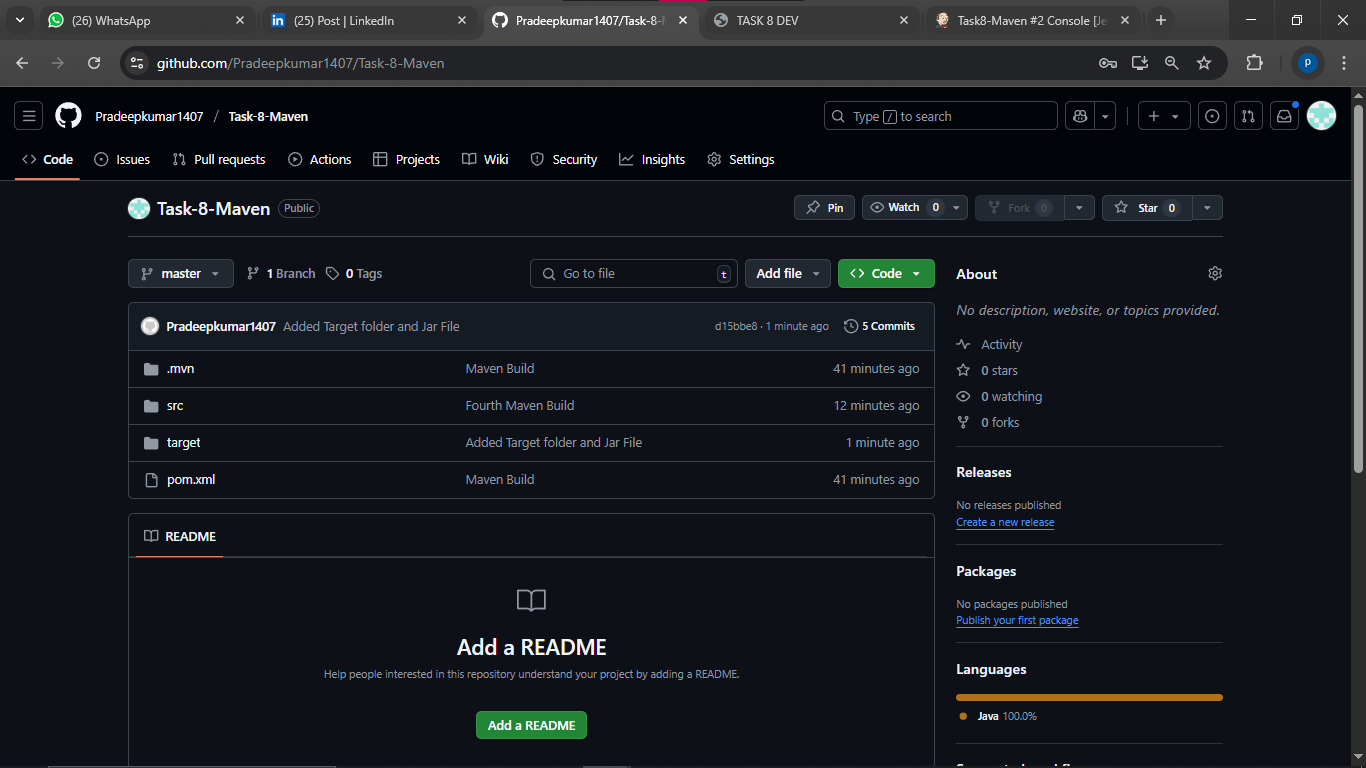 (26) WhatsApp
(25) Post | LinkedIn
Pradeepkumar1407/Task-8-M
TASK 8 DEV
Task8-Maven #2 Console [Je
github.com/Pradeepkumar1407/Task-8-Maven
p
Pradeepkumar1407 / Task-8-Maven
Type / to search
Code
Issues
Pull requests
Actions
Projects
Wiki
Security
Insights
Settings
Task-8-Maven Public
Pin
Watch 0
Fork 0
Star 0
master
1 Branch
0 Tags
Go to file t
Add file
Code
Pradeepkumar1407 Added Target folder and Jar File d15bbe8 · 1 minute ago 5 Commits
.mvn Maven Build 41 minutes ago
src Fourth Maven Build 12 minutes ago
target Added Target folder and Jar File 1 minute ago
pom.xml Maven Build 41 minutes ago
README
Add a README
Help people interested in this repository understand your project by adding a README.
Add a README
About
No description, website, or topics provided.
Activity
0 stars
0 watching
0 forks
Releases
No releases published
Create a new release
Packages
No packages published
Publish your first package
Languages
Java 100.0%